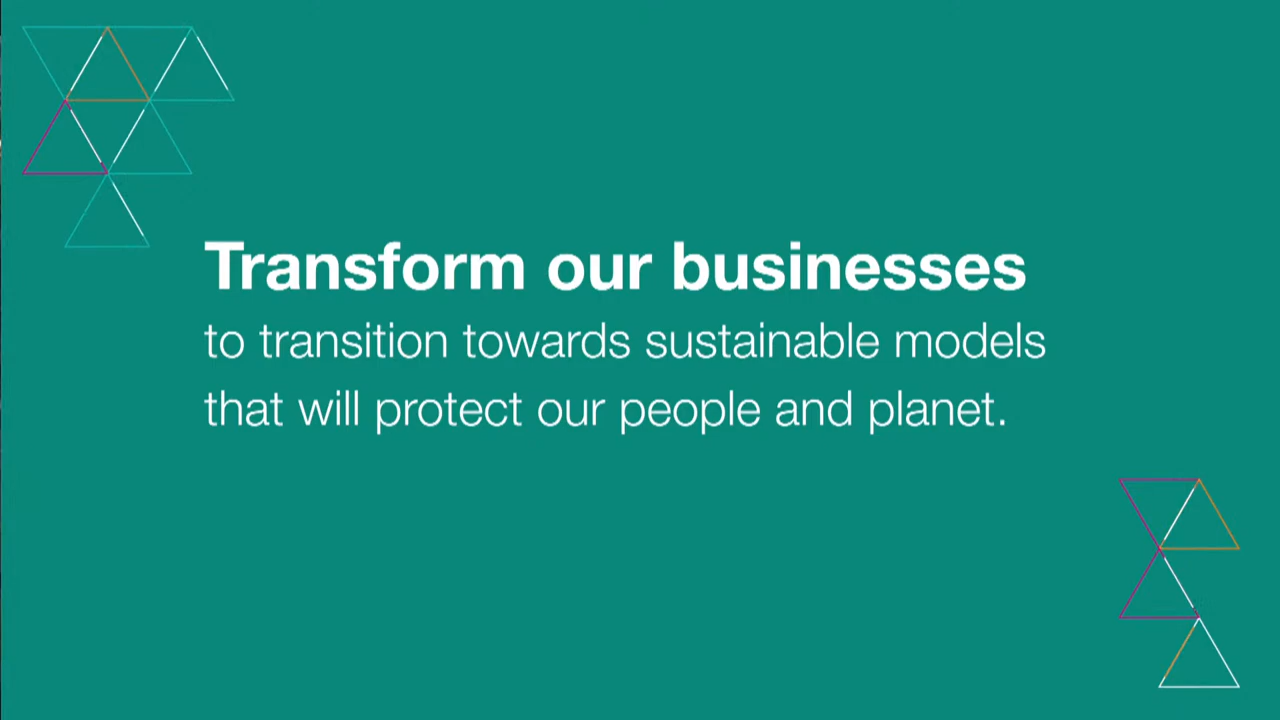 Transform our businesses
to transition towards sustainable models
that will protect our people and planet.